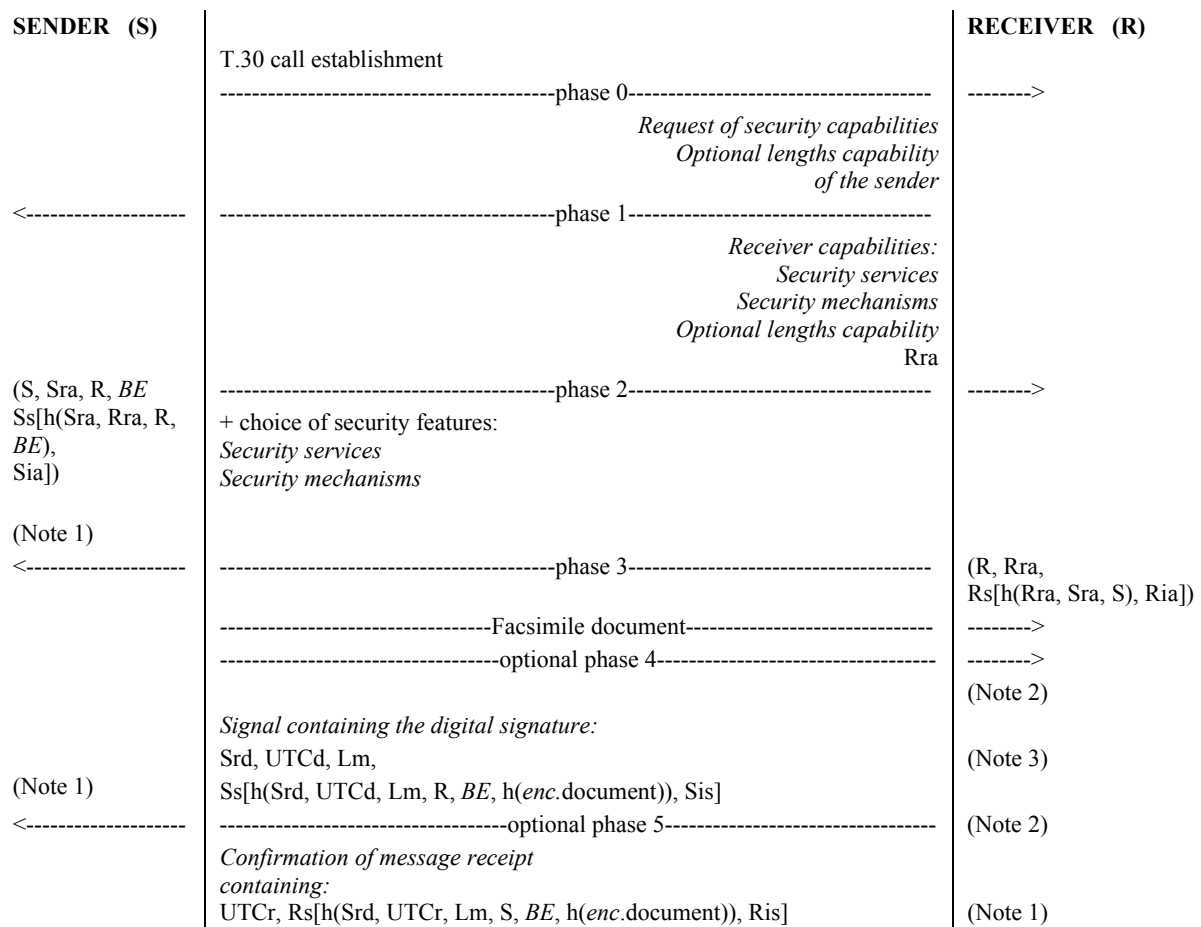 SENDER (S) RECEIVER (R)
T.30 call establishment
------------------------------------------phase 0-------------------------------------- -------->
Request of security capabilities
Optional lengths capability
of the sender
<-------------------- ------------------------------------------phase 1--------------------------------------
Receiver capabilities:
Security services
Security mechanisms
Optional lengths capability
Rra
(S, Sra, R, BE ------------------------------------------phase 2-------------------------------------- -------->
Ss[h(Sra, Rra, R, + choice of security features:
BE), Security services
Sia]) Security mechanisms
(Note 1)
<-------------------- ------------------------------------------phase 3-------------------------------------- (R, Rra,
Rs[h(Rra, Sra, S), Ria])
----------------------------------Facsimile document------------------------------- -------->
-----------------------------------optional phase 4----------------------------------- -------->
(Note 2)
Signal containing the digital signature:
Srd, UTCd, Lm, (Note 3)
(Note 1) Ss[h(Srd, UTCd, Lm, R, BE, h(enc.document)), Sis]
<-------------------- ------------------------------------optional phase 5---------------------------------- (Note 2)
Confirmation of message receipt
containing:
UTCr, Rs[h(Srd, UTCr, Lm, S, BE, h(enc.document)), Ris] (Note 1)